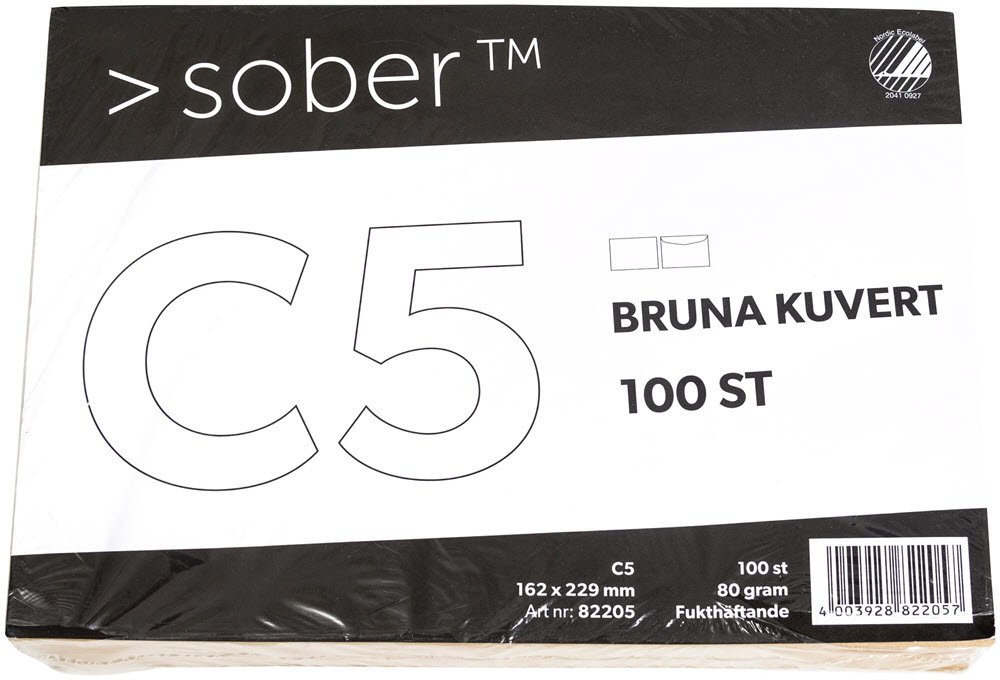 > sober™
Nordic Ecolabel
2041 0927
C5
BRUNA KUVERT
100 ST
C5
162 x 229 mm
Art nr: 82205
100 st
80 gram
Fukthäftande
4 003928 822057